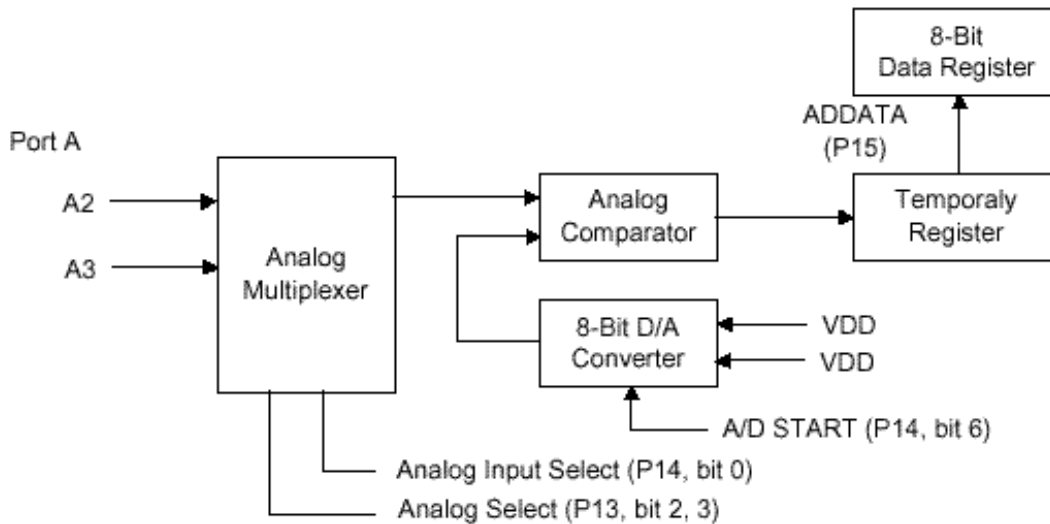 8-Bit
Data Register
ADDATA
(P15)
Port A
A2
A3
Analog
Multiplexer
Analog
Comparator
Temporaly
Register
8-Bit D/A
Converter
VDD
VDD
A/D START (P14, bit 6)
Analog Input Select (P14, bit 0)
Analog Select (P13, bit 2, 3)